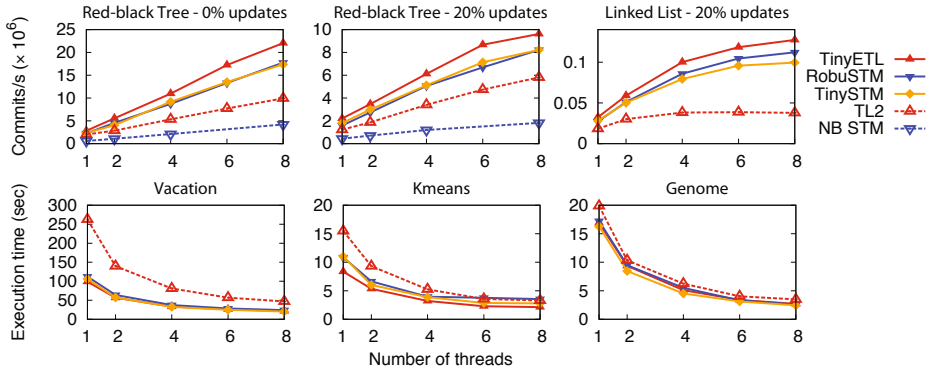 Red-black Tree - 0% updates
Red-black Tree - 20% updates
Linked List - 20% updates
Commits/s (× 10⁶)
25
20
15
10
5
0
1 2 4 6 8
10
8
6
4
2
0
1 2 4 6 8
0.1
0.05
0
1 2 4 6 8
TinyETL
RobuSTM
TinySTM
TL2
NB STM
Vacation
Kmeans
Genome
Execution time (sec)
300
250
200
150
100
50
0
1 2 4 6 8
20
15
10
5
0
1 2 4 6 8
20
15
10
5
0
1 2 4 6 8
Number of threads